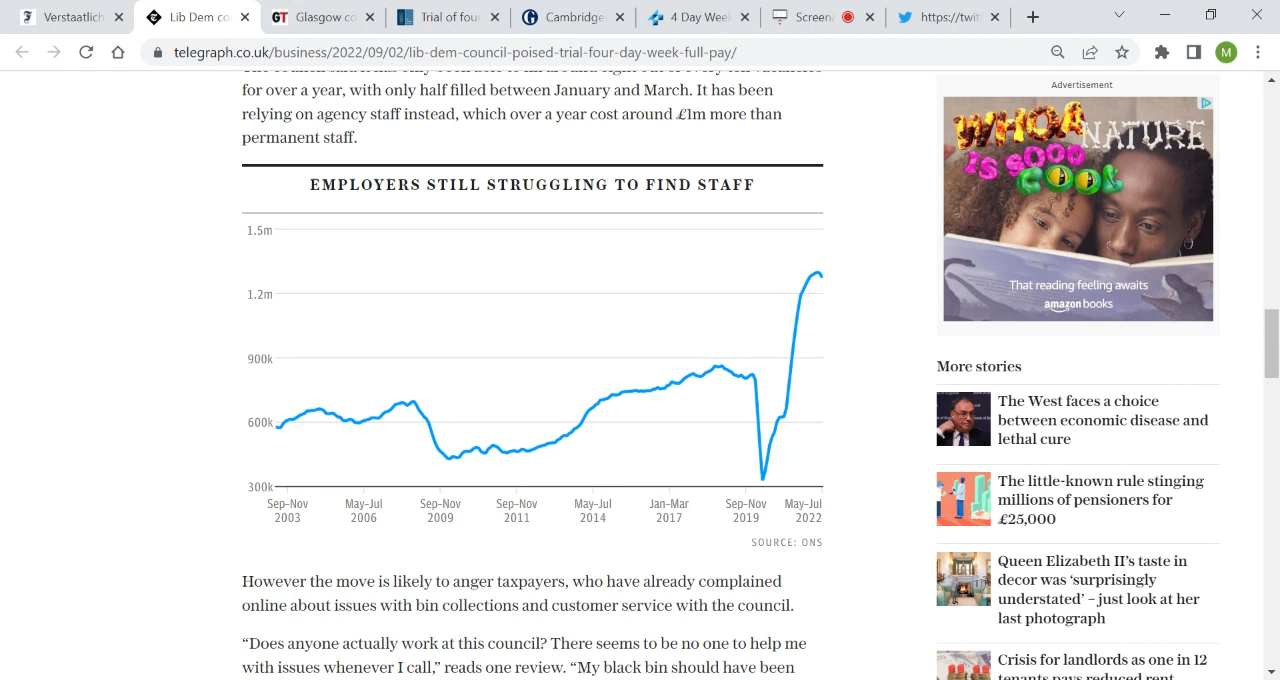 Verstaatlich
Lib Dem co
GT Glasgow co
Trial of four
Cambridge
4 Day Week
Screen
https://twit
telegraph.co.uk/business/2022/09/02/lib-dem-council-poised-trial-four-day-week-full-pay/
M
for over a year, with only half filled between January and March. It has been
relying on agency staff instead, which over a year cost around £1m more than
permanent staff.
EMPLOYERS STILL STRUGGLING TO FIND STAFF
1.5m
1.2m
900k
600k
300k
Sep-Nov 2003
May-Jul 2006
Sep-Nov 2009
Sep-Nov 2011
May-Jul 2014
Jan-Mar 2017
Sep-Nov 2019
May-Jul 2022
SOURCE: ONS
However the move is likely to anger taxpayers, who have already complained
online about issues with bin collections and customer service with the council.
“Does anyone actually work at this council? There seems to be no one to help me
with issues whenever I call,” reads one review. “My black bin should have been
Advertisement
WHOA
NATURE
IS SOOO
COOL
That reading feeling awaits
amazon books
More stories
The West faces a choice
between economic disease and
lethal cure
The little-known rule stinging
millions of pensioners for
£25,000
Queen Elizabeth II’s taste in
decor was ‘surprisingly
understated’ – just look at her
last photograph
Crisis for landlords as one in 12
tenants pays reduced rent